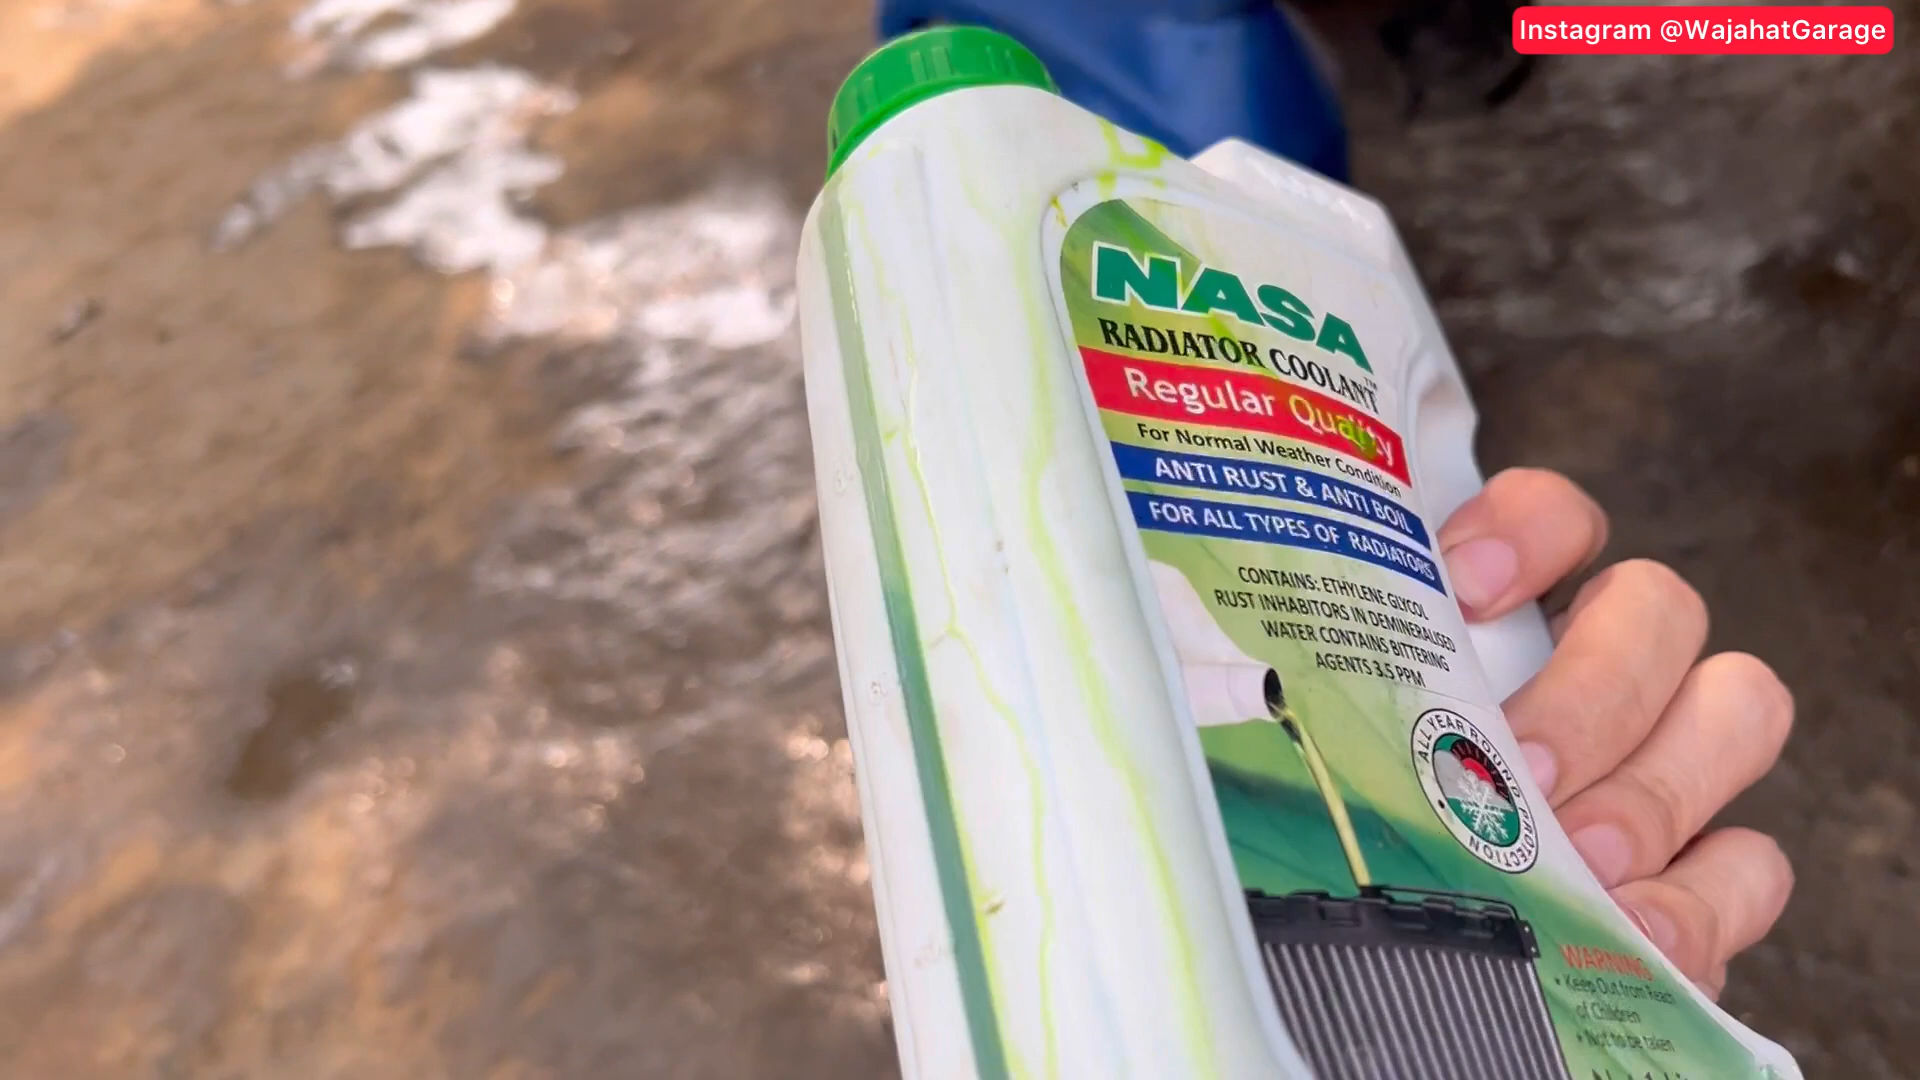 Instagram @WajahatGarage
NASA
RADIATOR COOLANT™
Regular Quality
For Normal Weather Condition
ANTI RUST & ANTI BOIL
FOR ALL TYPES OF RADIATORS
CONTAINS: ETHYLENE GLYCOL
RUST INHABITORS IN DEMINERALISED
WATER CONTAINS BITTERING
AGENTS 3.5 PPM
ALL YEAR ROUND PROTECTION
WARNING
• Keep Out from Reach
of Children
• Not to be taken